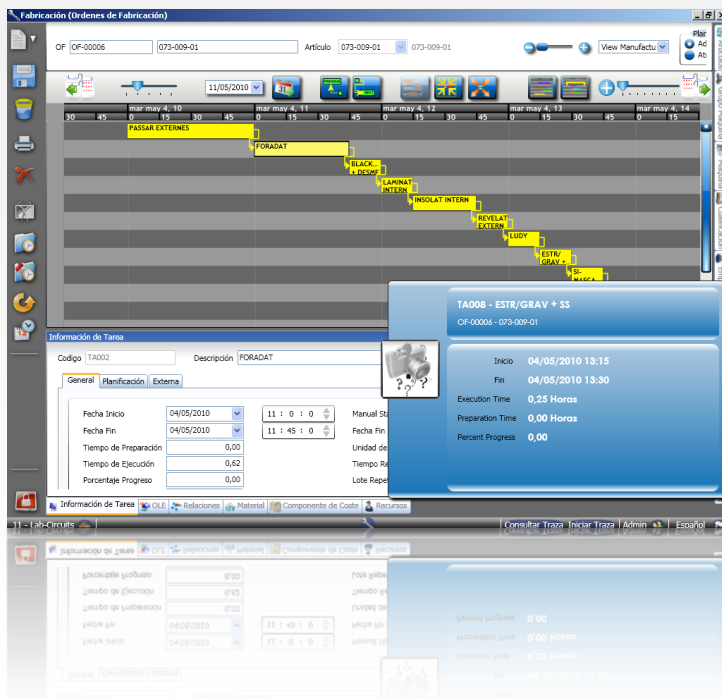 Fabricación (Ordenes de Fabricación)
OF OF-00006 073-009-01 Artículo 073-009-01 073-009-01 View Manufactu
Plar
Ad
11/05/2010
mar may 4, 10 mar may 4, 11 mar may 4, 12 mar may 4, 13 mar may 4, 14
30 45 0 15 30 45 0 15 30 45 0 15 30 45 0 15 30 45 0 15
PASSAR EXTERNES
FORADAT
BLACK...
+ DESME
LAMINAT
INTERN
INSOLAT INTERN
REVELAT
EXTERN
LUDY
ESTR/
GRAV +
SI-
MASCA
TA008 - ESTR/GRAV + SS
OF-00006 - 073-009-01
Inicio 04/05/2010 13:15
Fin 04/05/2010 13:30
Execution Time 0,25 Horas
Preparation Time 0,00 Horas
Percent Progress 0,00
Información de Tarea
Codigo TA002 Descripción FORADAT
General Planificación Externa
Fecha Inicio 04/05/2010 11 : 0 : 0 Manual Sta
Fecha Fin 04/05/2010 11 : 45 : 0 Fecha Fin
Tiempo de Preparación 0,00 Unidad de
Tiempo de Ejecución 0,62 Tiempo Re
Porcentaje Progreso 0,00 Lote Repet
Información de Tarea OLE Relaciones Material Componente de Coste Recursos
11 - Lab-Circuits Consultar Traza Iniciar Traza Admin Español